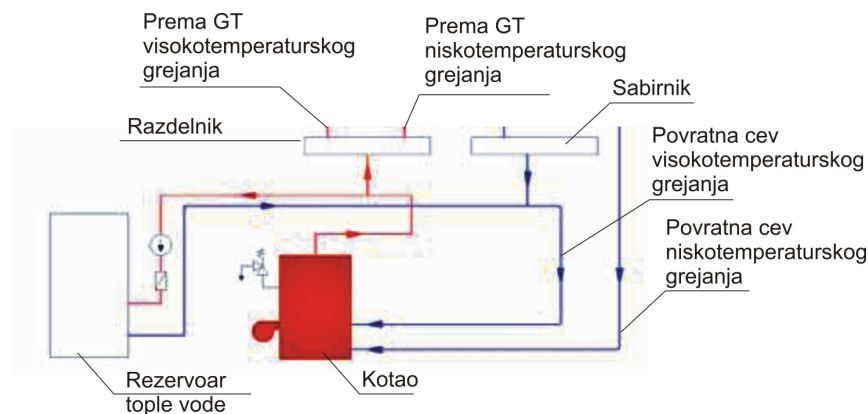 Prema GT
visokotemperaturskog
grejanja
Prema GT
niskotemperaturskog
grejanja
Sabirnik
Razdelnik
Povratna cev
visokotemperaturskog
grejanja
Povratna cev
niskotemperaturskog
grejanja
Rezervoar
tople vode
Kotao